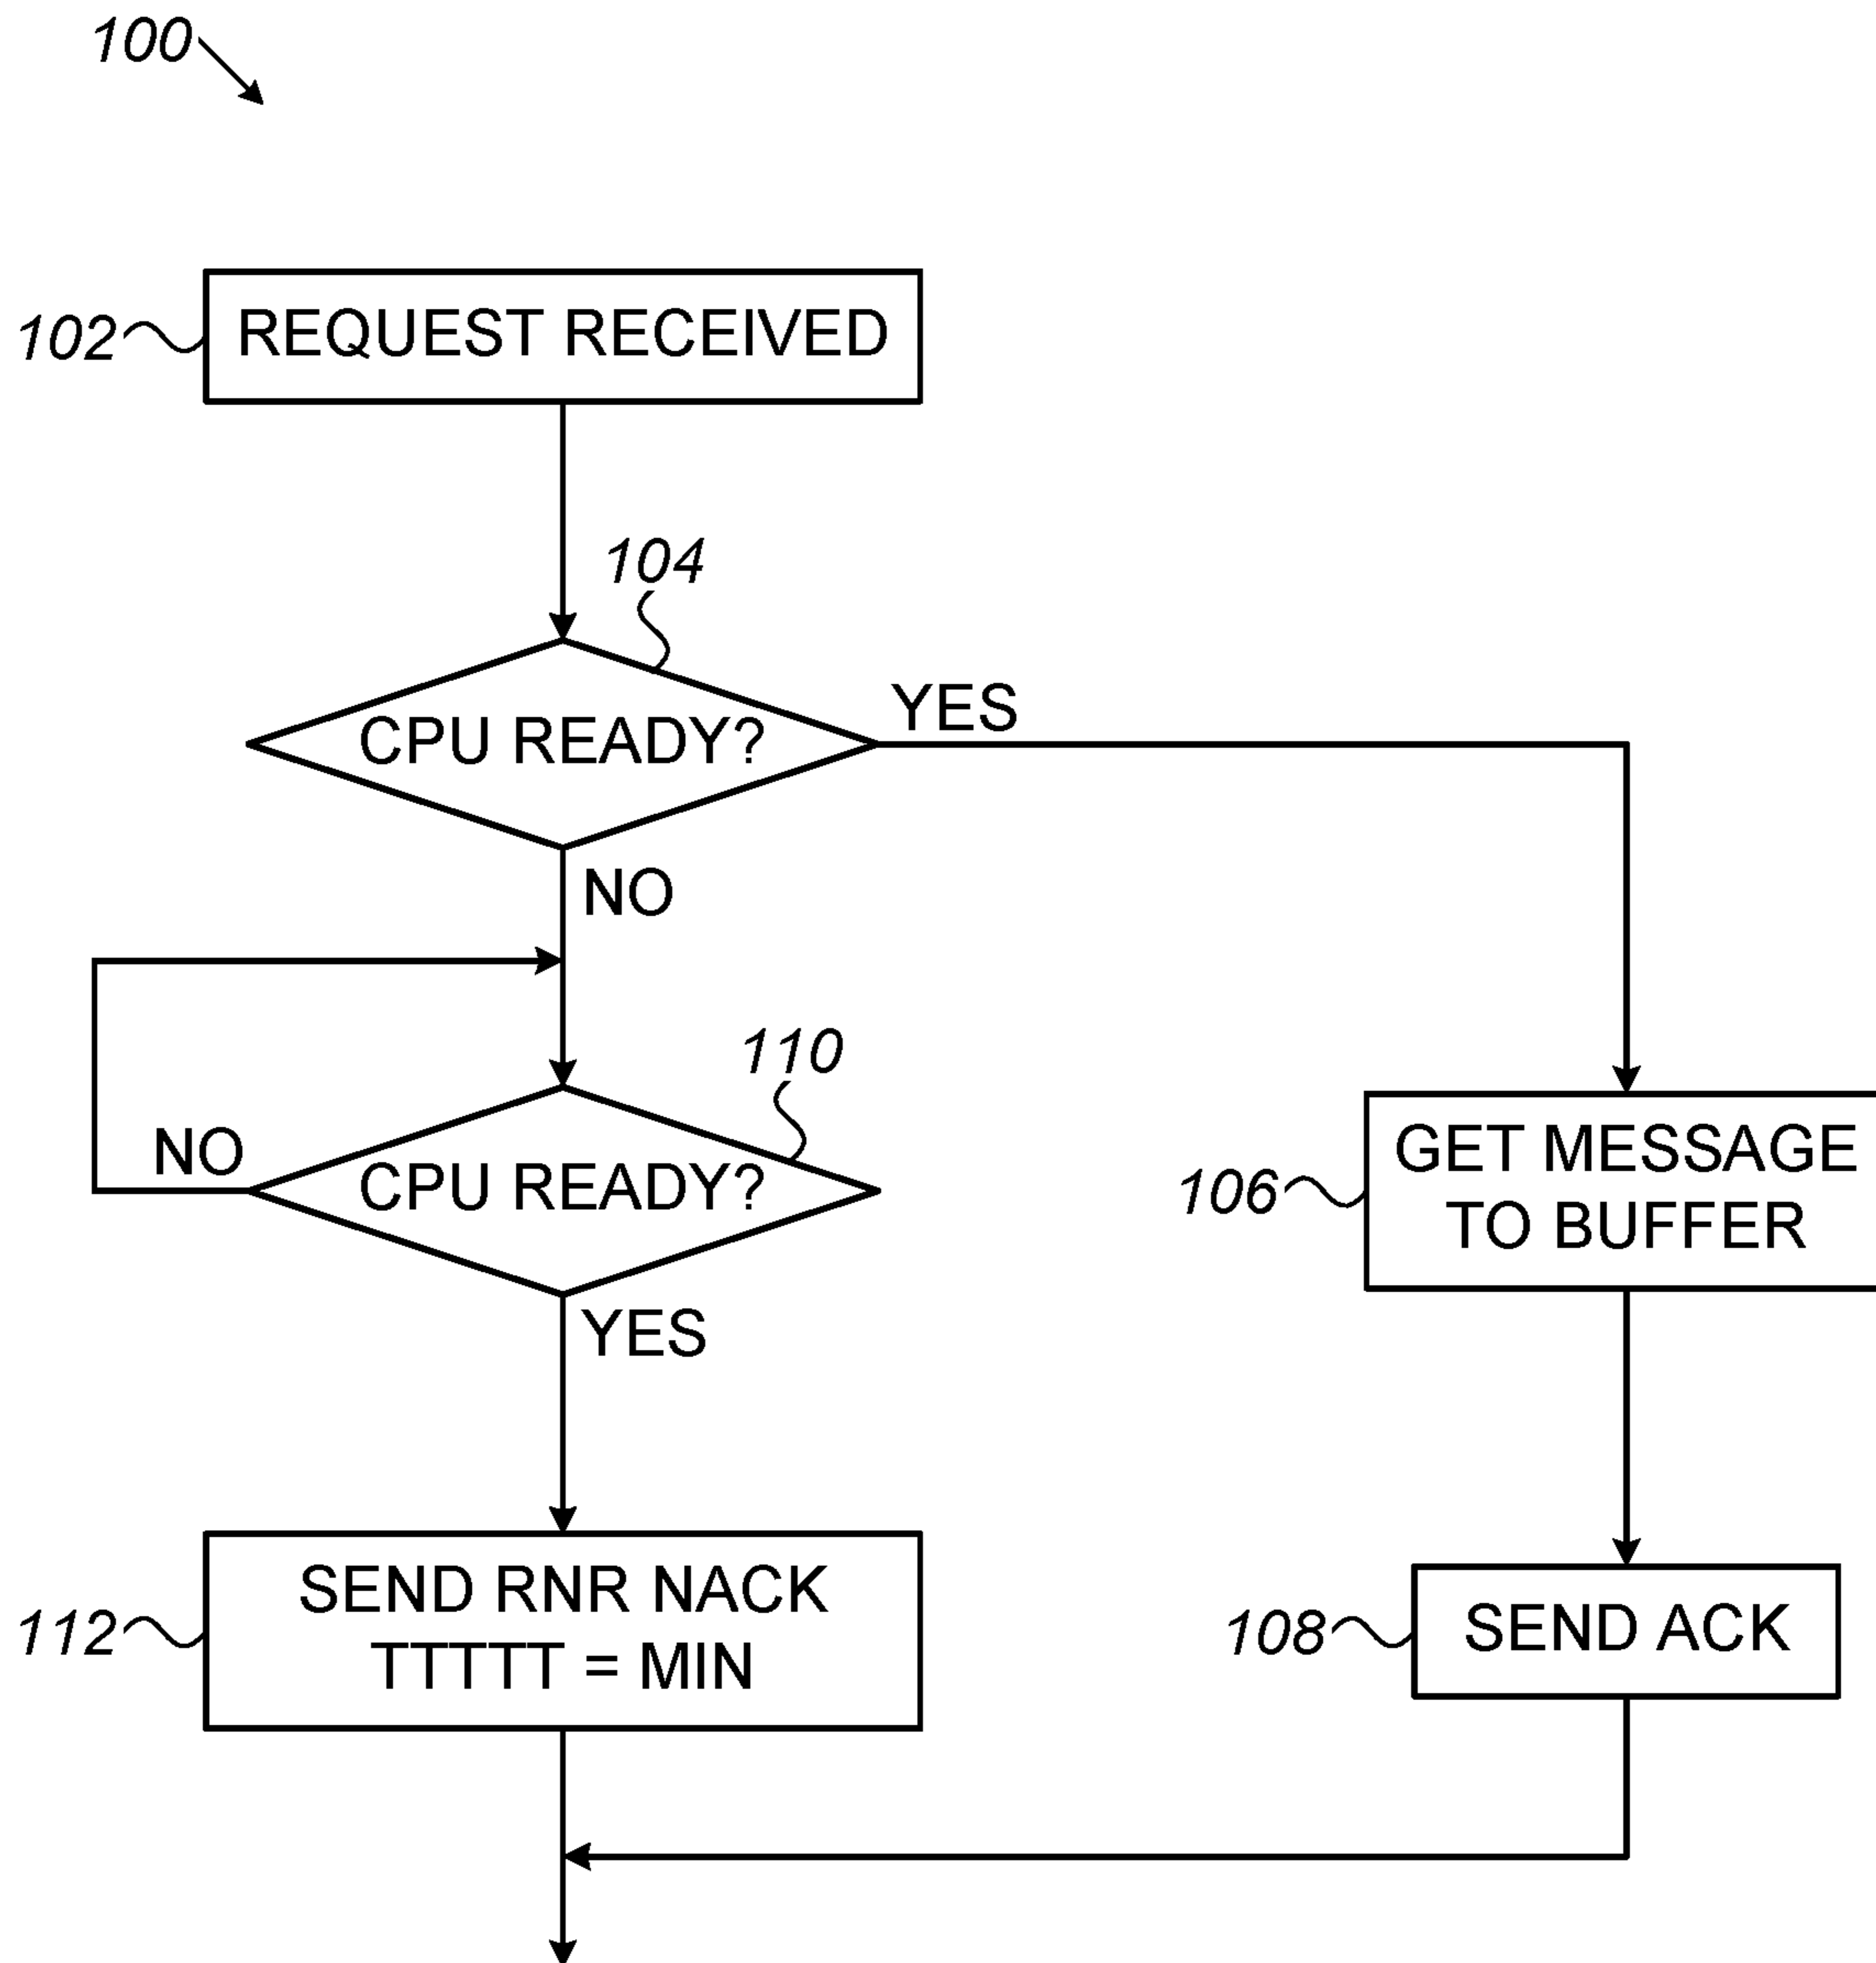 100
102
REQUEST RECEIVED
104
CPU READY?
YES
NO
110
NO
CPU READY?
YES
106
GET MESSAGE
TO BUFFER
112
SEND RNR NACK
TTTTT = MIN
108
SEND ACK